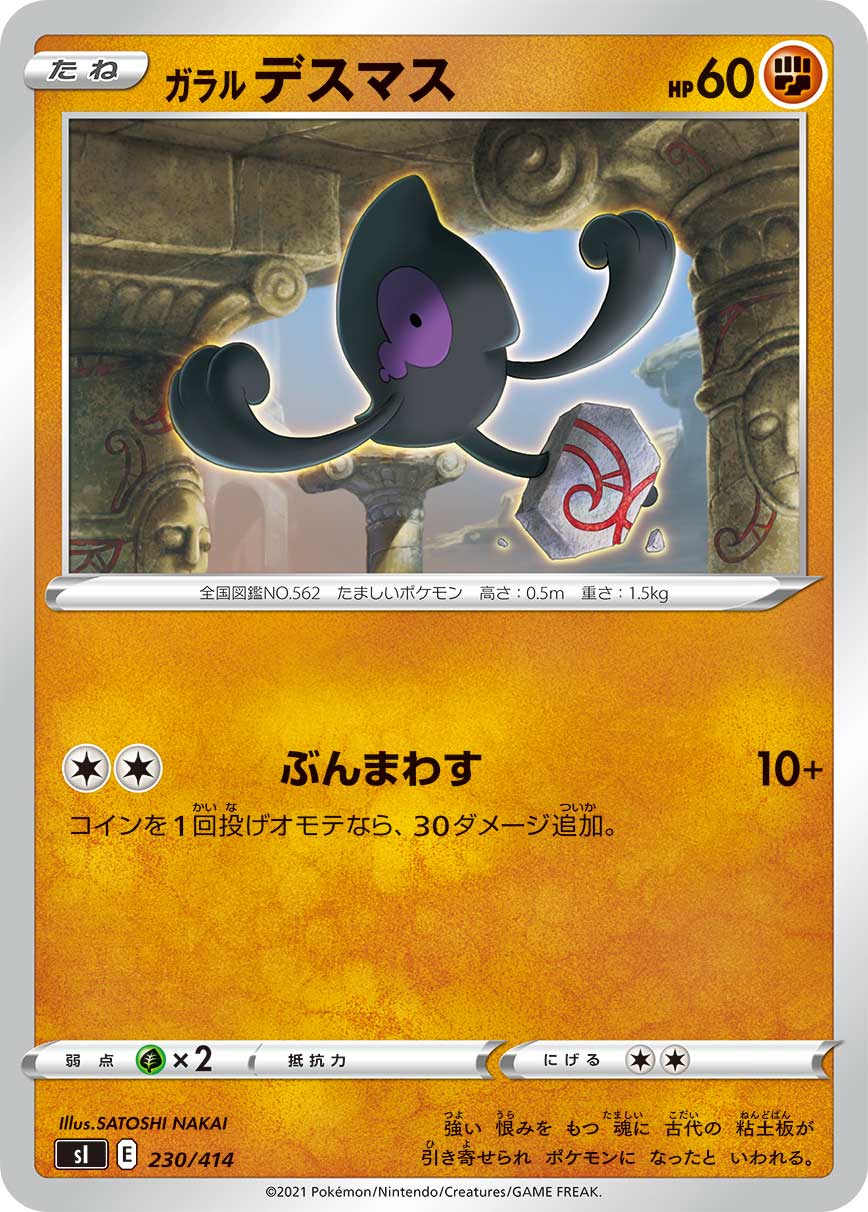 たね ガラル デスマス HP60
全国図鑑NO.562 たましいポケモン 高さ：0.5m 重さ：1.5kg
ぶんまわす 10+
コインを1回投げオモテなら、30ダメージ追加。
弱点 ×2 抵抗力 にげる
Illus.SATOSHI NAKAI
強い 恨みを もつ 魂に 古代の 粘土板が
引き寄せられ ポケモンに なったと いわれる。
sI E 230/414
©2021 Pokémon/Nintendo/Creatures/GAME FREAK.